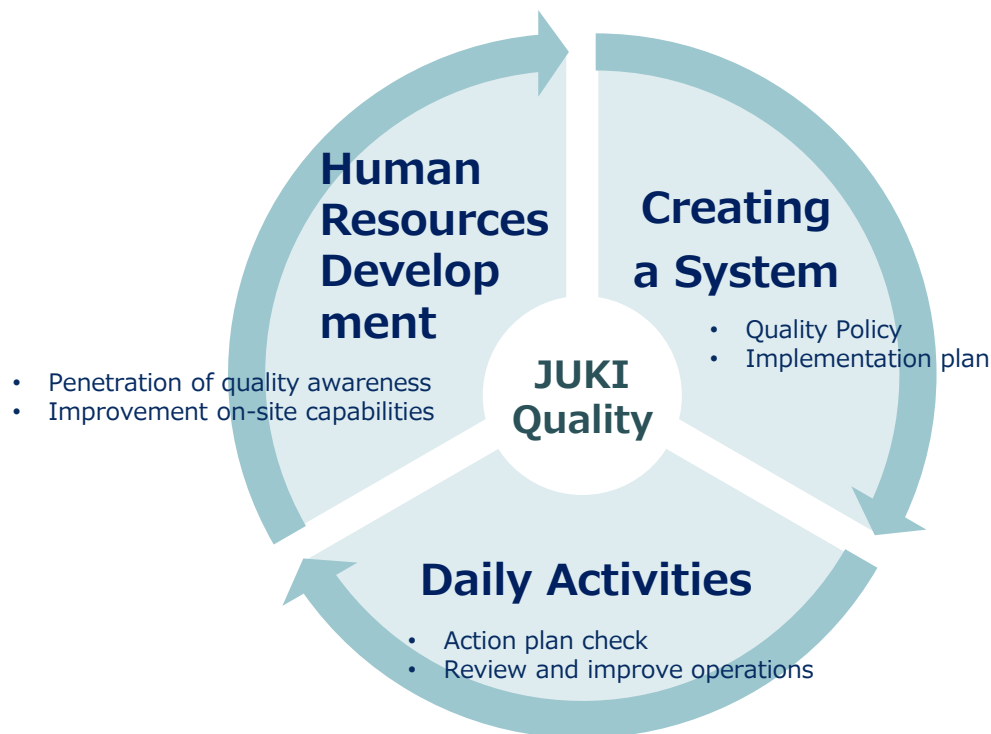 Human
Resources
Develop
ment
• Penetration of quality awareness
• Improvement on-site capabilities
Creating
a System
• Quality Policy
• Implementation plan
JUKI
Quality
Daily Activities
• Action plan check
• Review and improve operations